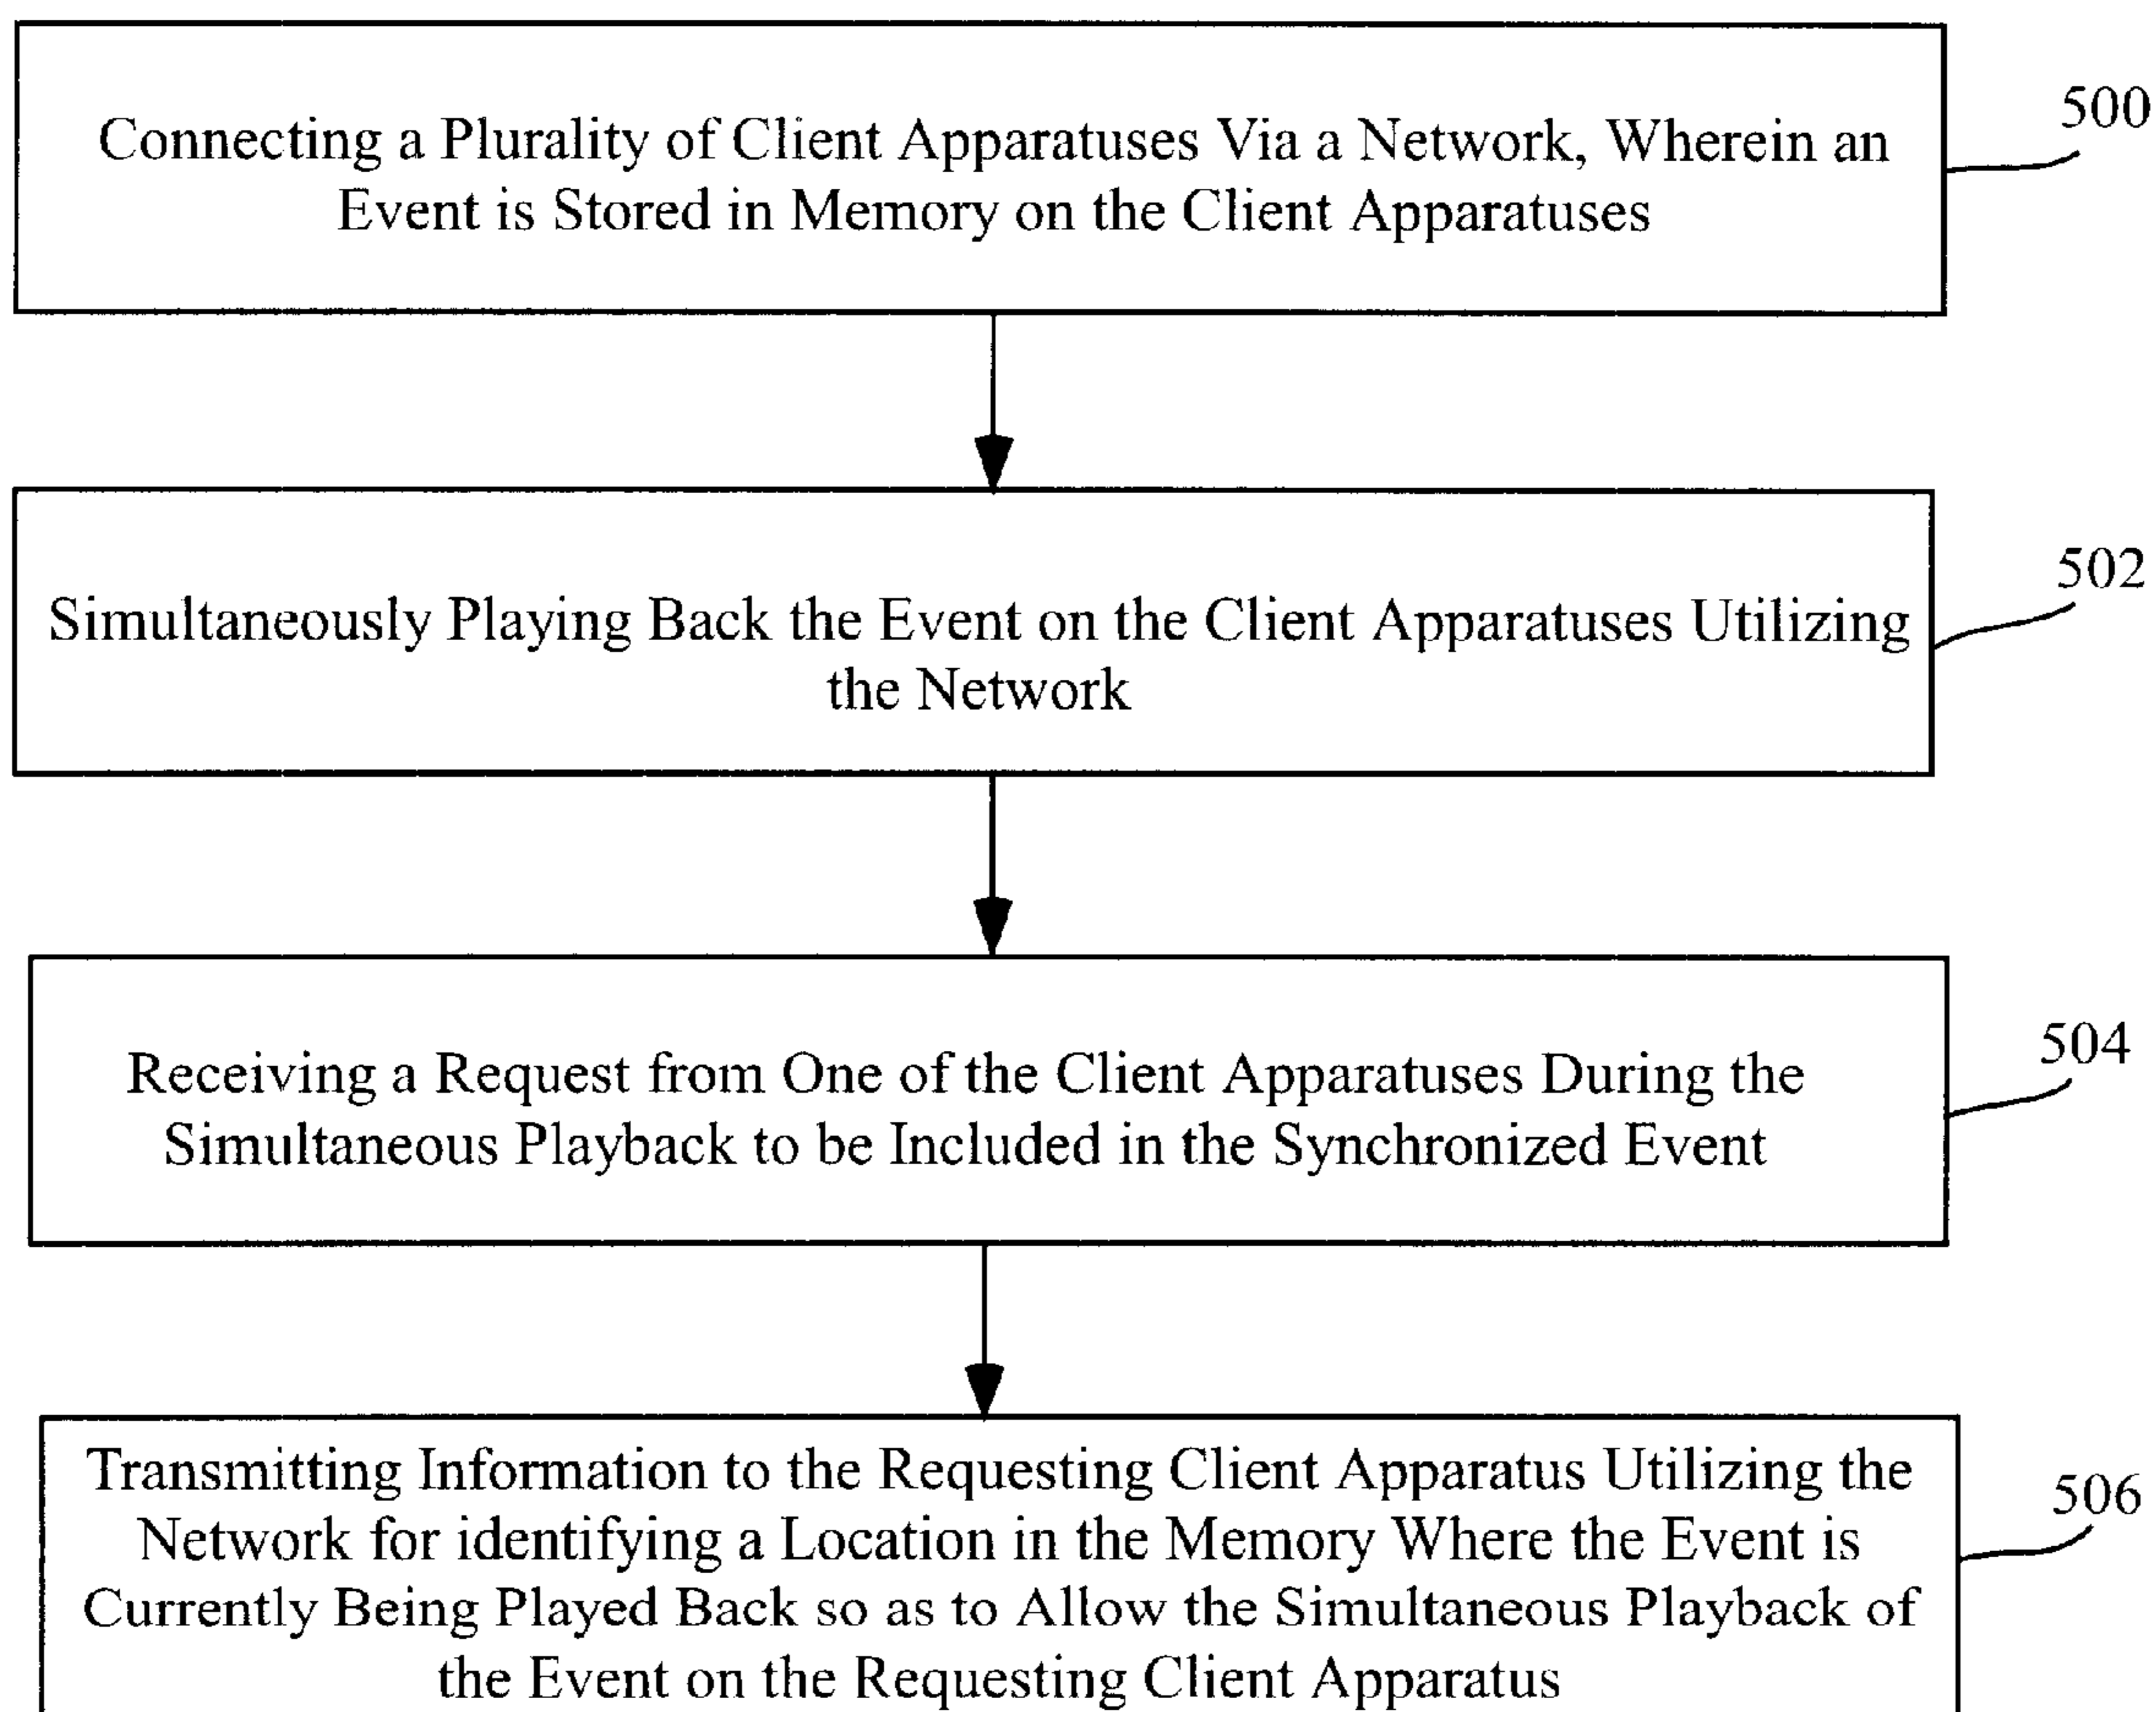 Connecting a Plurality of Client Apparatuses Via a Network, Wherein an
Event is Stored in Memory on the Client Apparatuses
500
Simultaneously Playing Back the Event on the Client Apparatuses Utilizing
the Network
502
Receiving a Request from One of the Client Apparatuses During the
Simultaneous Playback to be Included in the Synchronized Event
504
Transmitting Information to the Requesting Client Apparatus Utilizing the
Network for identifying a Location in the Memory Where the Event is
Currently Being Played Back so as to Allow the Simultaneous Playback of
the Event on the Requesting Client Apparatus
506